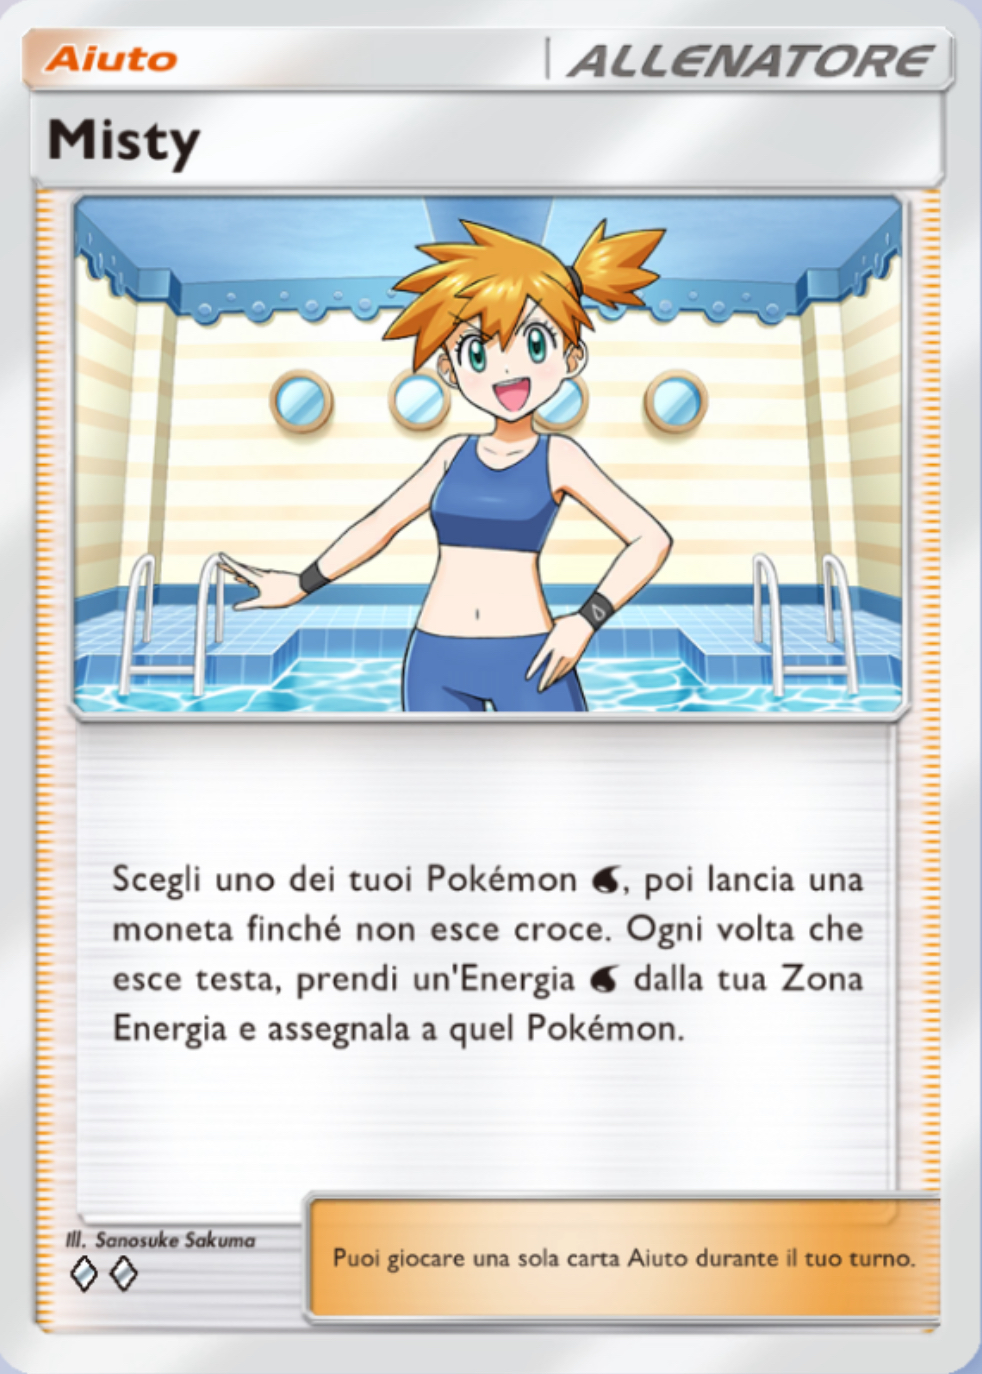 Aiuto
ALLENATORE
Misty
Scegli uno dei tuoi Pokémon , poi lancia una
moneta finché non esce croce. Ogni volta che
esce testa, prendi un'Energia  dalla tua Zona
Energia e assegnala a quel Pokémon.
Ill. Sanosuke Sakuma
Puoi giocare una sola carta Aiuto durante il tuo turno.